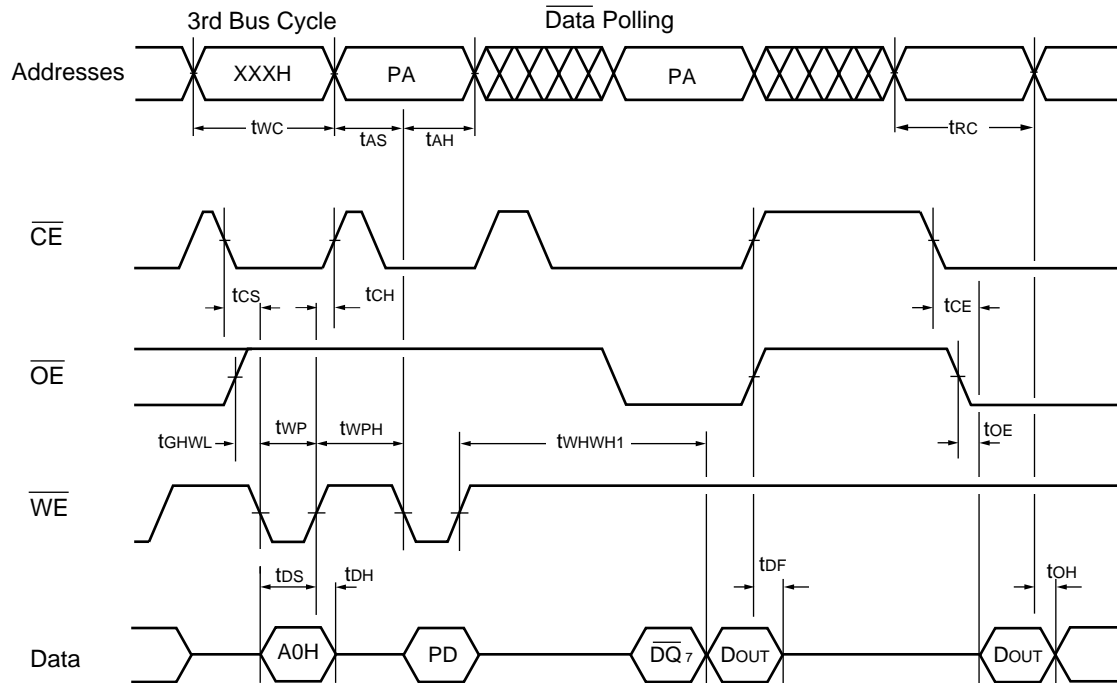 3rd Bus Cycle Data Polling
Addresses XXXH PA PA
tWC tAS tAH tRC
CE
tCS tCH tCE
OE
tGHWL tWP tWPH tWHWH1 tOE
WE
tDS tDH tDF tOH
Data A0H PD DQ7 DOUT DOUT